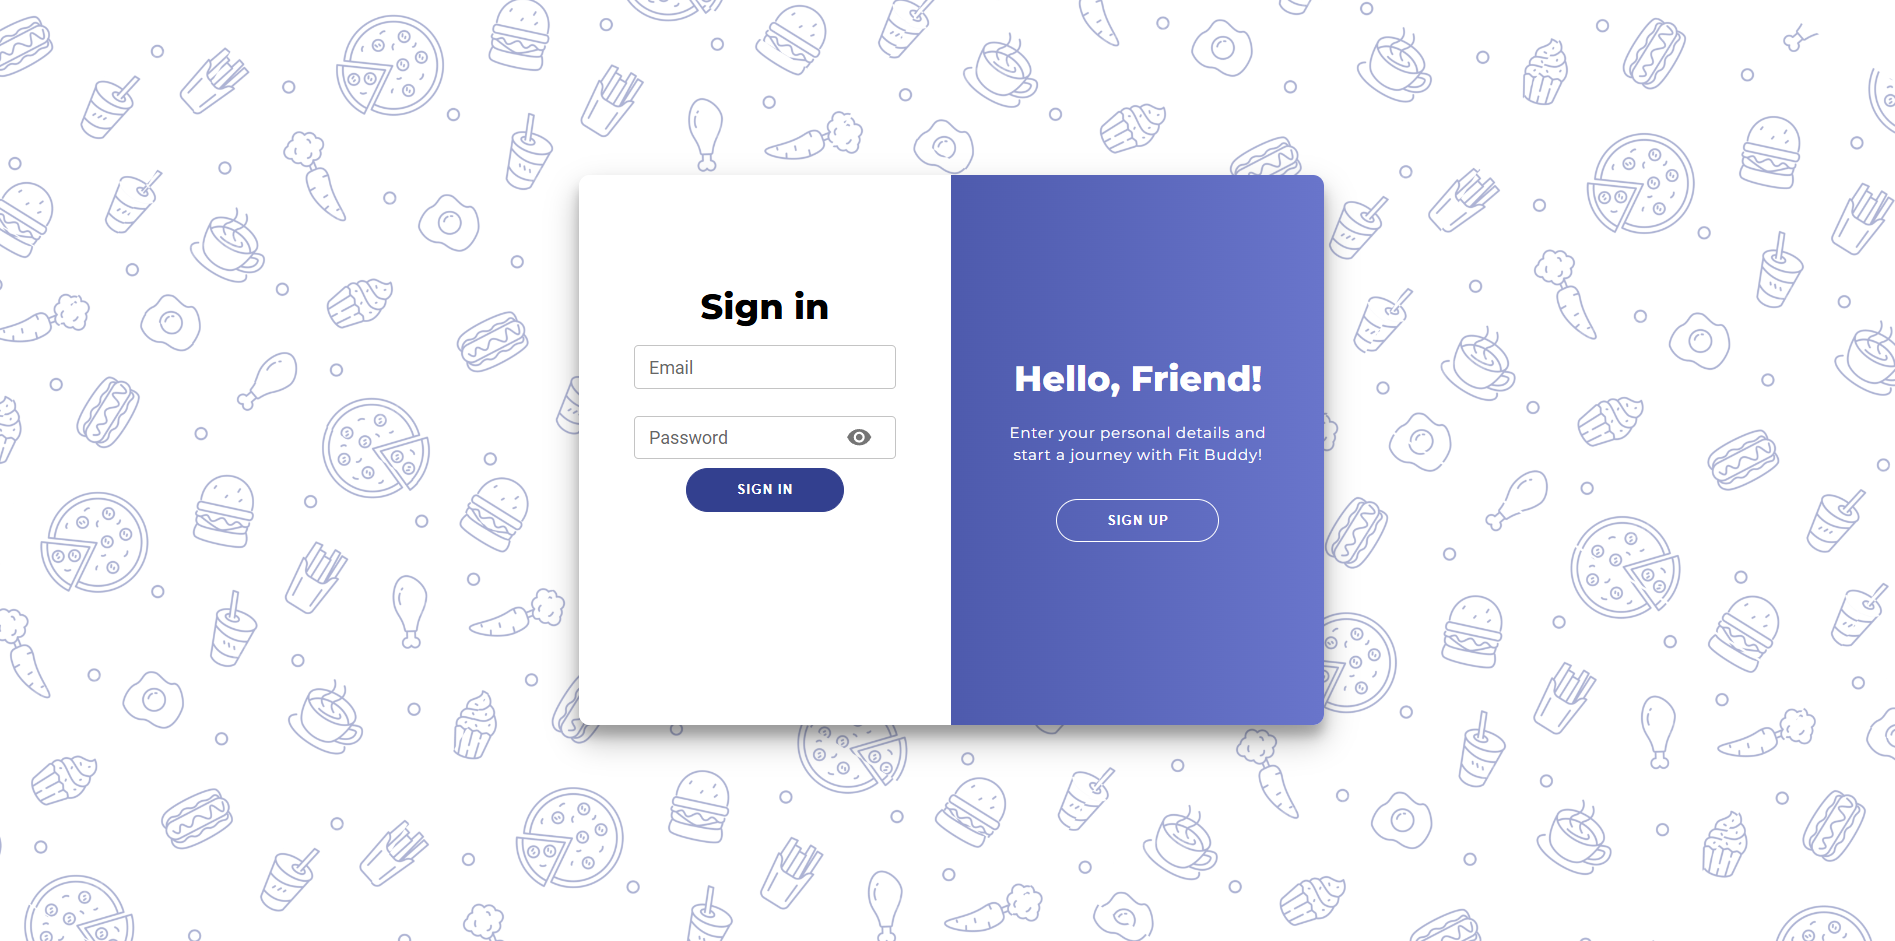 Sign in
Email
Password
SIGN IN
Hello, Friend!
Enter your personal details and
start a journey with Fit Buddy!
SIGN UP